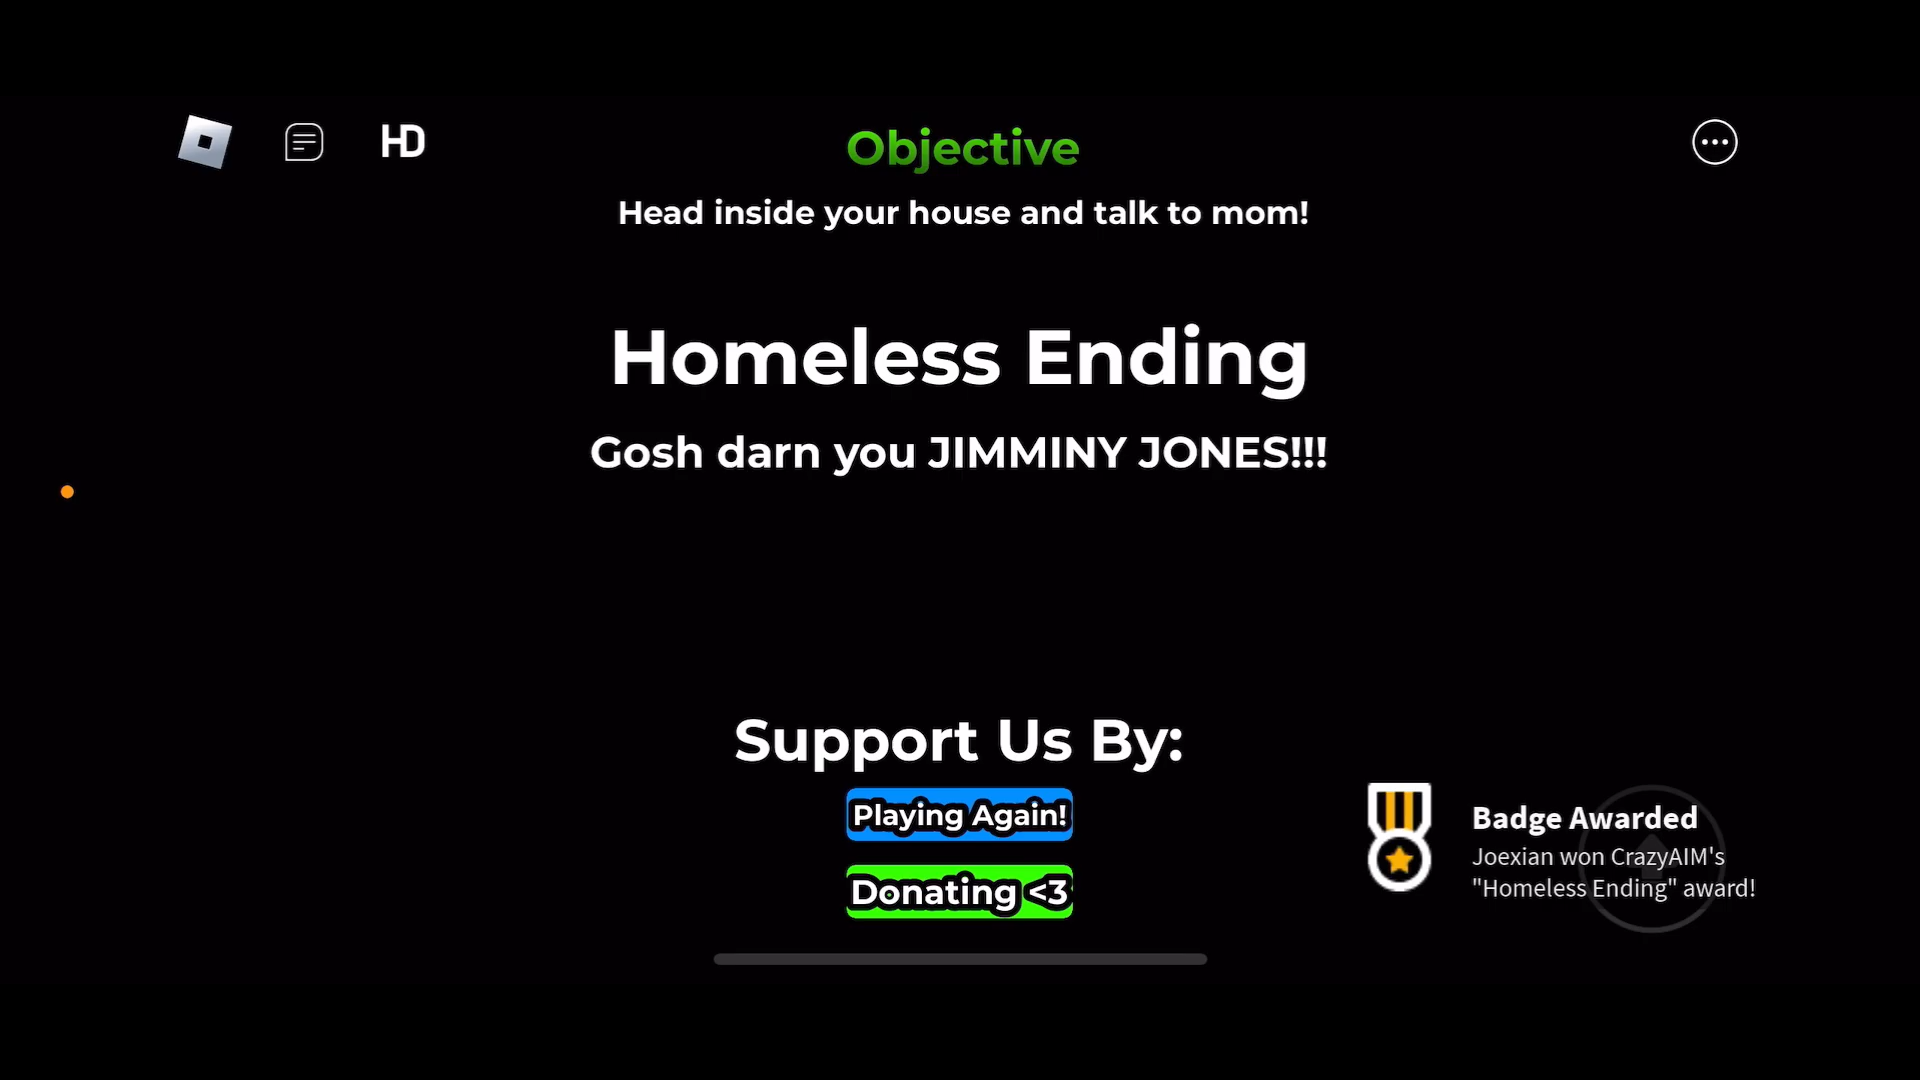 HD
Objective
Head inside your house and talk to mom!
Homeless Ending
Gosh darn you JIMMINY JONES!!!
Support Us By:
Playing Again!
Donating <3
Badge Awarded
Joexian won CrazyAIM's
"Homeless Ending" award!